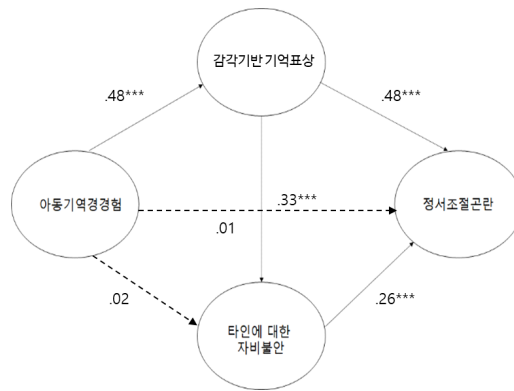 감각기반 기억표상
.48***
.48***
아동기역경경험
.33***
정서조절곤란
.01
.02
.26***
타인에 대한
자비불안